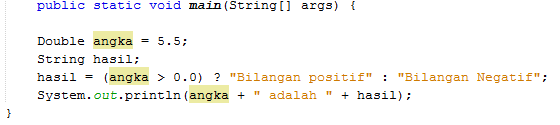 public static void main(String[] args) {
Double angka = 5.5;
String hasil;
hasil = (angka > 0.0) ? "Bilangan positif" : "Bilangan Negatif";
System.out.println(angka + " adalah " + hasil);
}